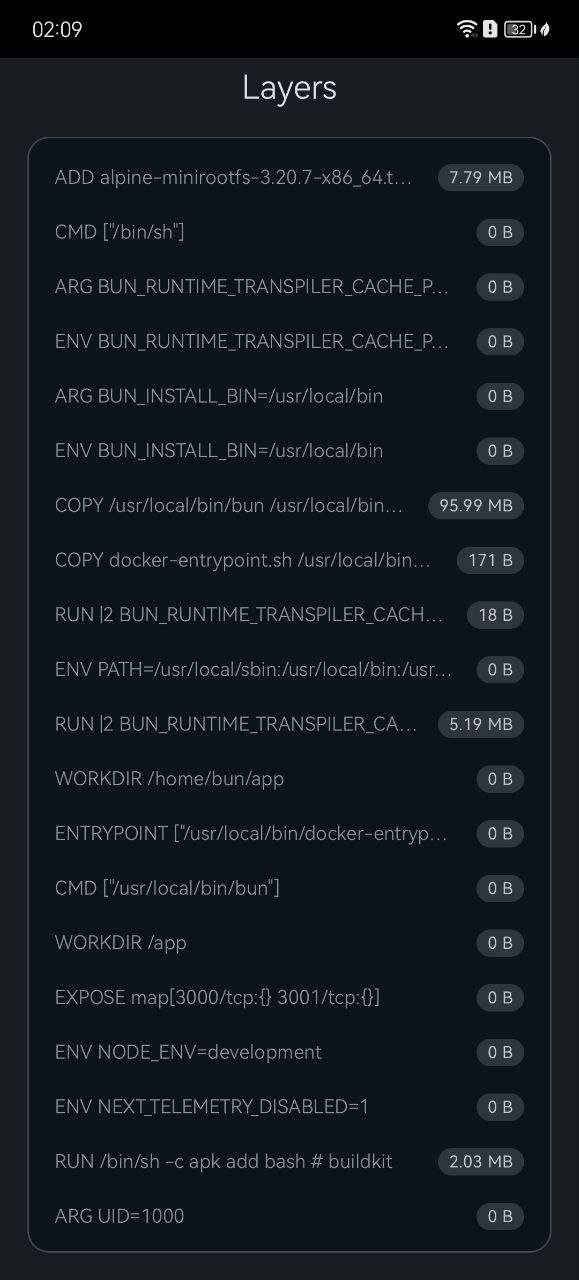 02:09
32
Layers
ADD alpine-minirootfs-3.20.7-x86_64.t... 7.79 MB
CMD ["/bin/sh"] 0 B
ARG BUN_RUNTIME_TRANSPILER_CACHE_P... 0 B
ENV BUN_RUNTIME_TRANSPILER_CACHE_P... 0 B
ARG BUN_INSTALL_BIN=/usr/local/bin 0 B
ENV BUN_INSTALL_BIN=/usr/local/bin 0 B
COPY /usr/local/bin/bun /usr/local/bin... 95.99 MB
COPY docker-entrypoint.sh /usr/local/bin... 171 B
RUN |2 BUN_RUNTIME_TRANSPILER_CACH... 18 B
ENV PATH=/usr/local/sbin:/usr/local/bin:/usr... 0 B
RUN |2 BUN_RUNTIME_TRANSPILER_CA... 5.19 MB
WORKDIR /home/bun/app 0 B
ENTRYPOINT ["/usr/local/bin/docker-entryp... 0 B
CMD ["/usr/local/bin/bun"] 0 B
WORKDIR /app 0 B
EXPOSE map[3000/tcp:{} 3001/tcp:{}] 0 B
ENV NODE_ENV=development 0 B
ENV NEXT_TELEMETRY_DISABLED=1 0 B
RUN /bin/sh -c apk add bash # buildkit 2.03 MB
ARG UID=1000 0 B